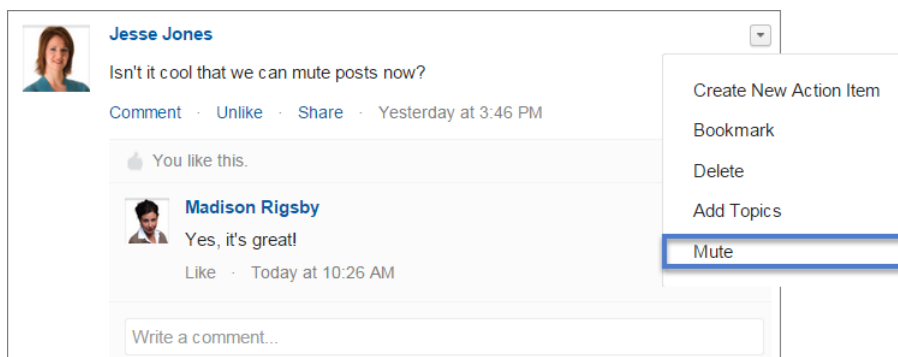 Jesse Jones
Isn't it cool that we can mute posts now?
Comment · Unlike · Share · Yesterday at 3:46 PM
You like this.
Madison Rigsby
Yes, it's great!
Like · Today at 10:26 AM
Write a comment...
Create New Action Item
Bookmark
Delete
Add Topics
Mute